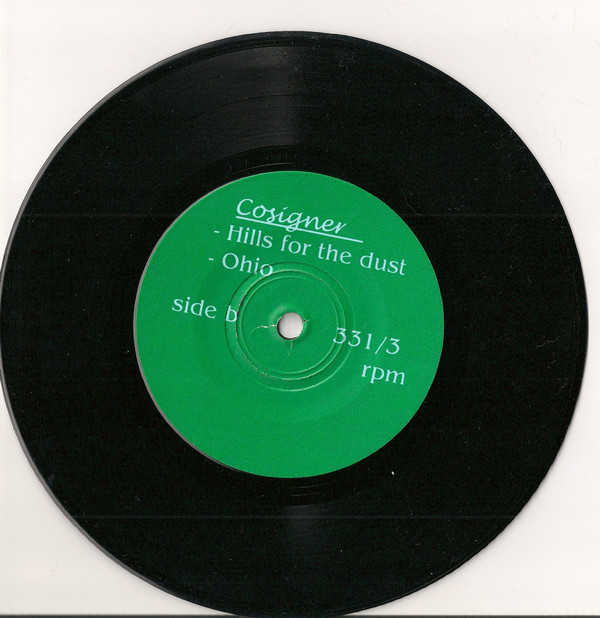 Cosigner
- Hills for the dust
- Ohio
side b
331/3
rpm